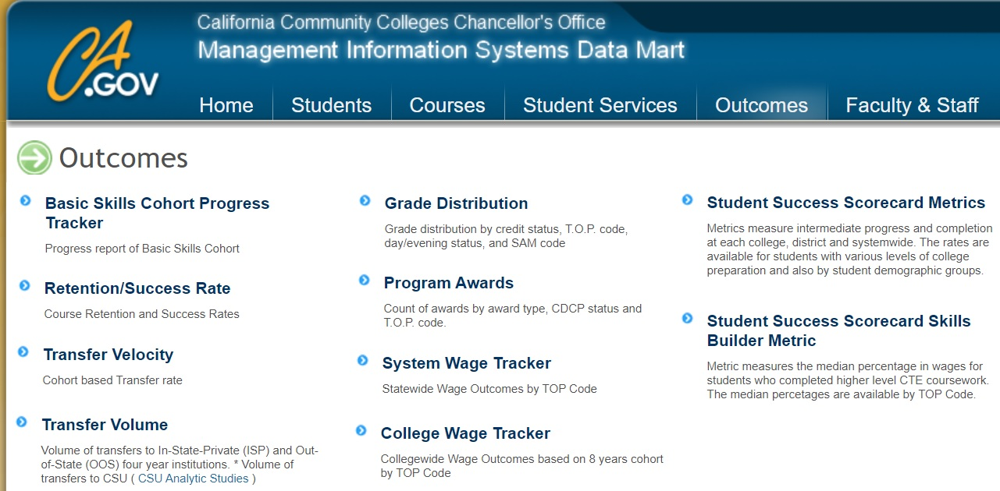 CA.GOV
California Community Colleges Chancellor's Office
Management Information Systems Data Mart
Home
Students
Courses
Student Services
Outcomes
Faculty & Staff
Outcomes
Basic Skills Cohort Progress
Tracker
Progress report of Basic Skills Cohort
Retention/Success Rate
Course Retention and Success Rates
Transfer Velocity
Cohort based Transfer rate
Transfer Volume
Volume of transfers to In-State-Private (ISP) and Out-
of-State (OOS) four year institutions. * Volume of
transfers to CSU ( CSU Analytic Studies )
Grade Distribution
Grade distribution by credit status, T.O.P. code,
day/evening status, and SAM code
Program Awards
Count of awards by award type, CDCP status and
T.O.P. code.
System Wage Tracker
Statewide Wage Outcomes by TOP Code
College Wage Tracker
Collegewide Wage Outcomes based on 8 years cohort
by TOP Code
Student Success Scorecard Metrics
Metrics measure intermediate progress and completion
at each college, district and systemwide. The rates are
available for students with various levels of college
preparation and also by student demographic groups.
Student Success Scorecard Skills
Builder Metric
Metric measures the median percentage in wages for
students who completed higher level CTE coursework.
The median percetages are available by TOP Code.